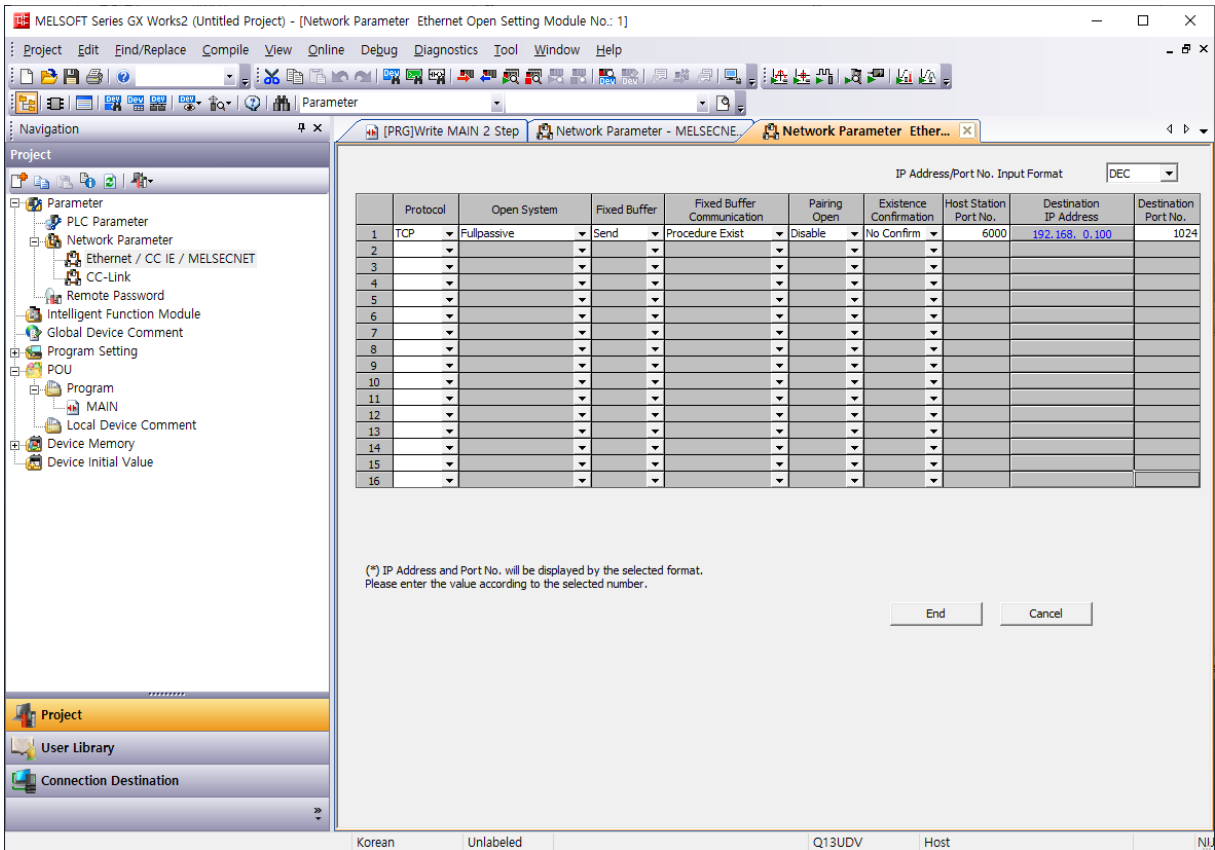 MELSOFT Series GX Works2 (Untitled Project) - [Network Parameter  Ethernet Open Setting Module No.: 1]
Project Edit Find/Replace Compile View Online Debug Diagnostics Tool Window Help
Parameter
Navigation
[PRG]Write MAIN 2 Step
Network Parameter - MELSECNE...
Network Parameter  Ether...
Project
Parameter
PLC Parameter
Network Parameter
Ethernet / CC IE / MELSECNET
CC-Link
Remote Password
Intelligent Function Module
Global Device Comment
Program Setting
POU
Program
MAIN
Local Device Comment
Device Memory
Device Initial Value
Project
User Library
Connection Destination
IP Address/Port No. Input Format DEC
Protocol Open System Fixed Buffer Fixed Buffer Communication Pairing Open Existence Confirmation Host Station Port No. Destination IP Address Destination Port No.
1 TCP Fullpassive Send Procedure Exist Disable No Confirm 6000 192.168. 0.100 1024
2
3
4
5
6
7
8
9
10
11
12
13
14
15
16
(*) IP Address and Port No. will be displayed by the selected format.
Please enter the value according to the selected number.
End Cancel
Korean Unlabeled Q13UDV Host